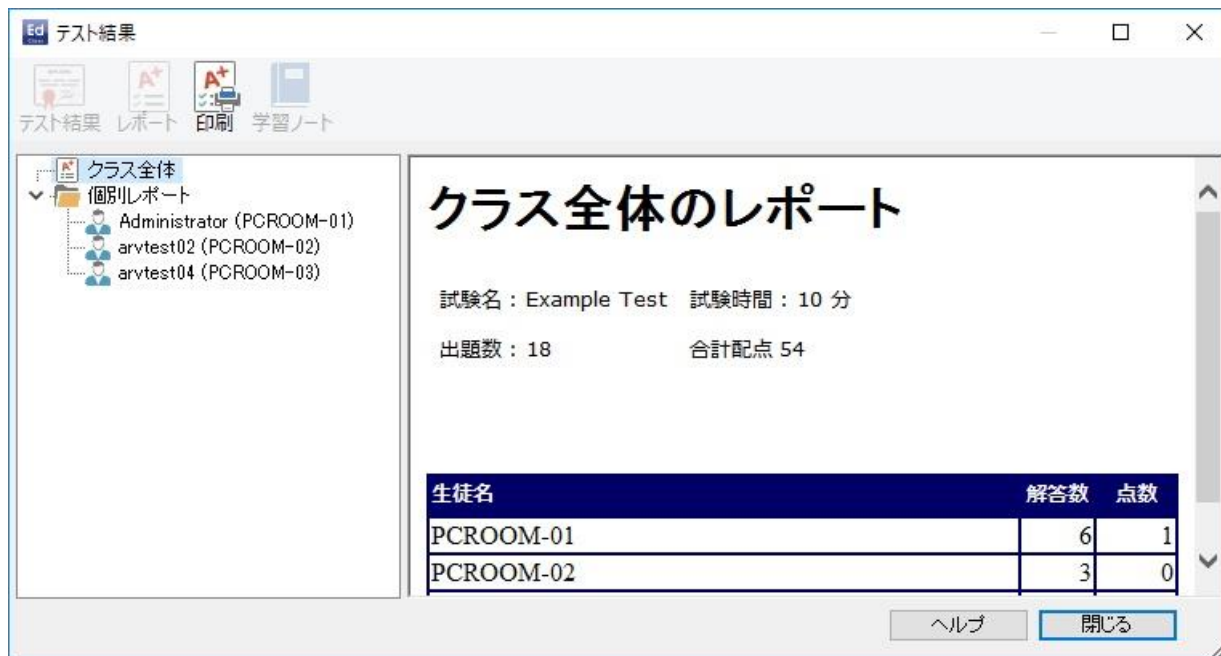 Ed テスト結果
テスト結果 レポート 印刷 学習ノート
クラス全体
個別レポート
Administrator (PCROOM-01)
arvtest02 (PCROOM-02)
arvtest04 (PCROOM-03)
クラス全体のレポート
試験名 : Example Test 試験時間 : 10 分
出題数 : 18 合計配点 54
生徒名 解答数 点数
PCROOM-01 6 1
PCROOM-02 3 0
ヘルプ 閉じる